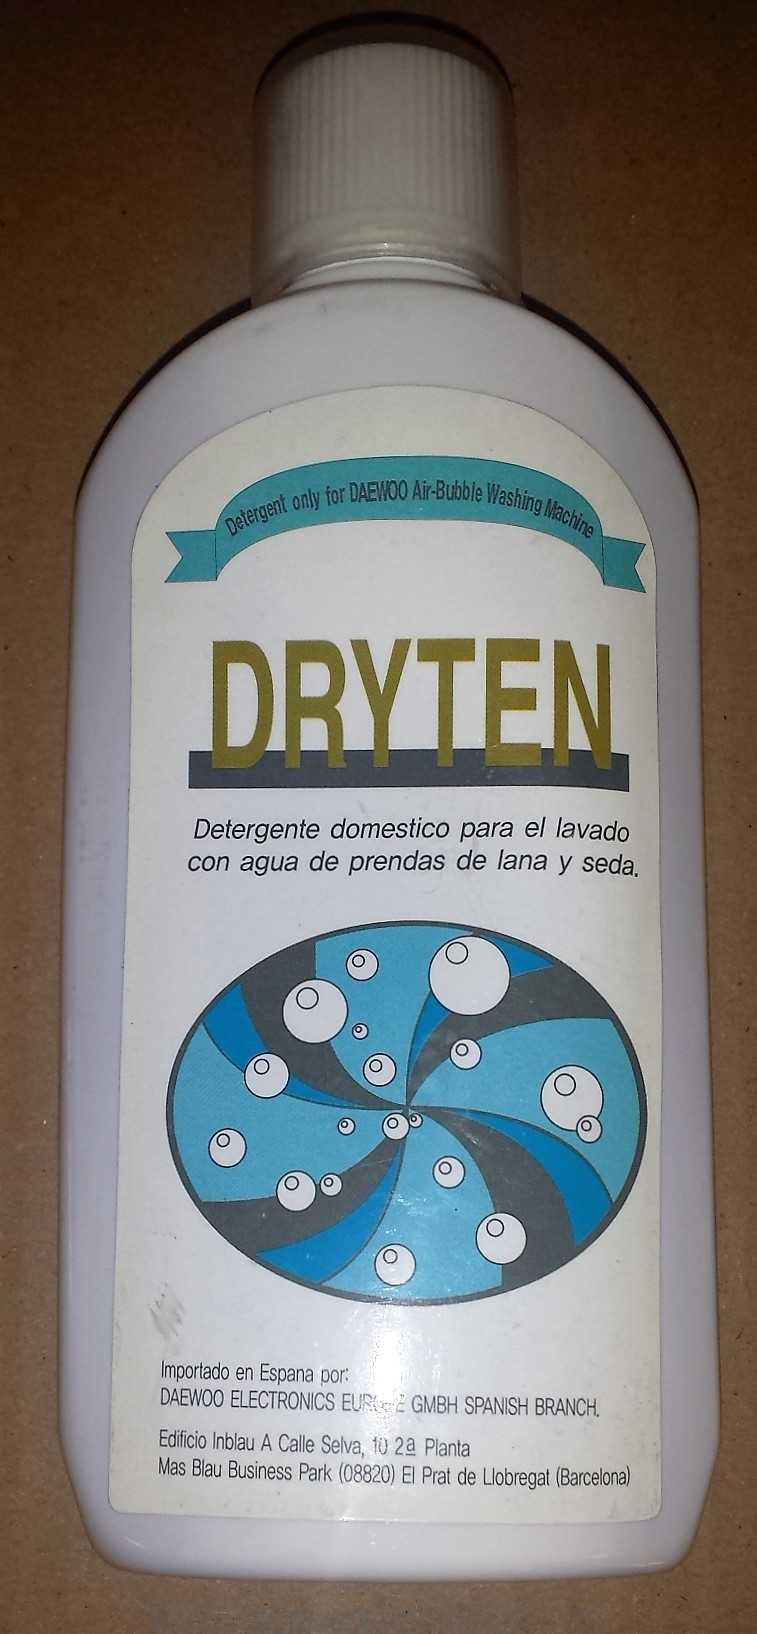 Detergent only for DAEWOO Air-Bubble Washing Machine
DRYTEN
Detergente domestico para el lavado
con agua de prendas de lana y seda.
Importado en Espana por:
DAEWOO ELECTRONICS EUROPE GMBH SPANISH BRANCH.
Edificio Inblau A Calle Selva, 10 2ª Planta
Mas Blau Business Park (08820) El Prat de Llobregat (Barcelona)